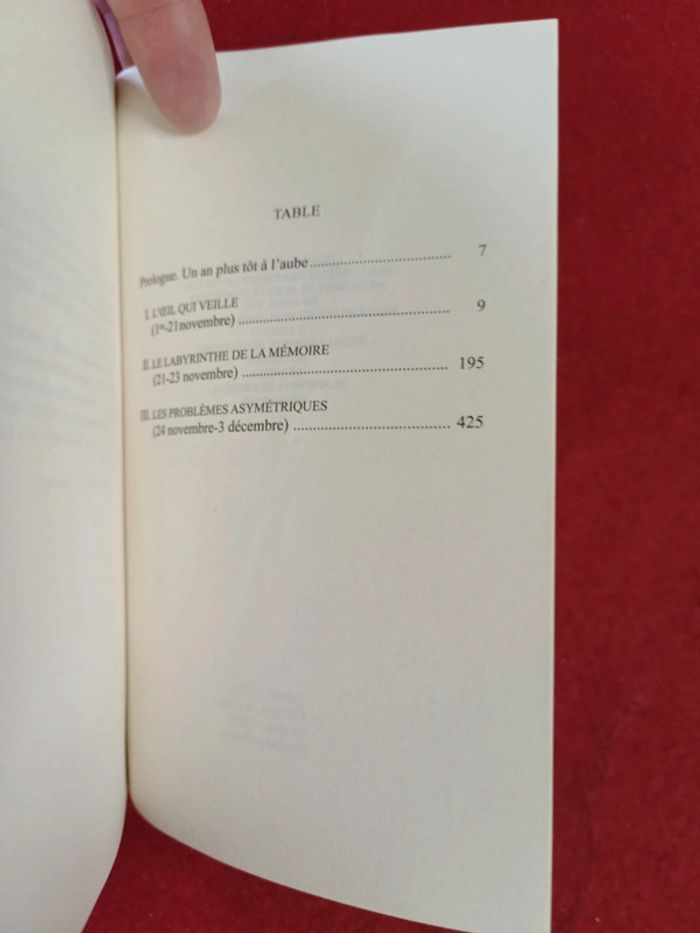 TABLE
Prologue. Un an plus tôt à l’aube .................................. 7
I. L’ŒIL QUI VEILLE
(1er-21 novembre) .................................................... 9
II. LE LABYRINTHE DE LA MÉMOIRE
(21-23 novembre) .................................................... 195
III. LES PROBLÈMES ASYMÉTRIQUES
(24 novembre-3 décembre) ....................................... 425